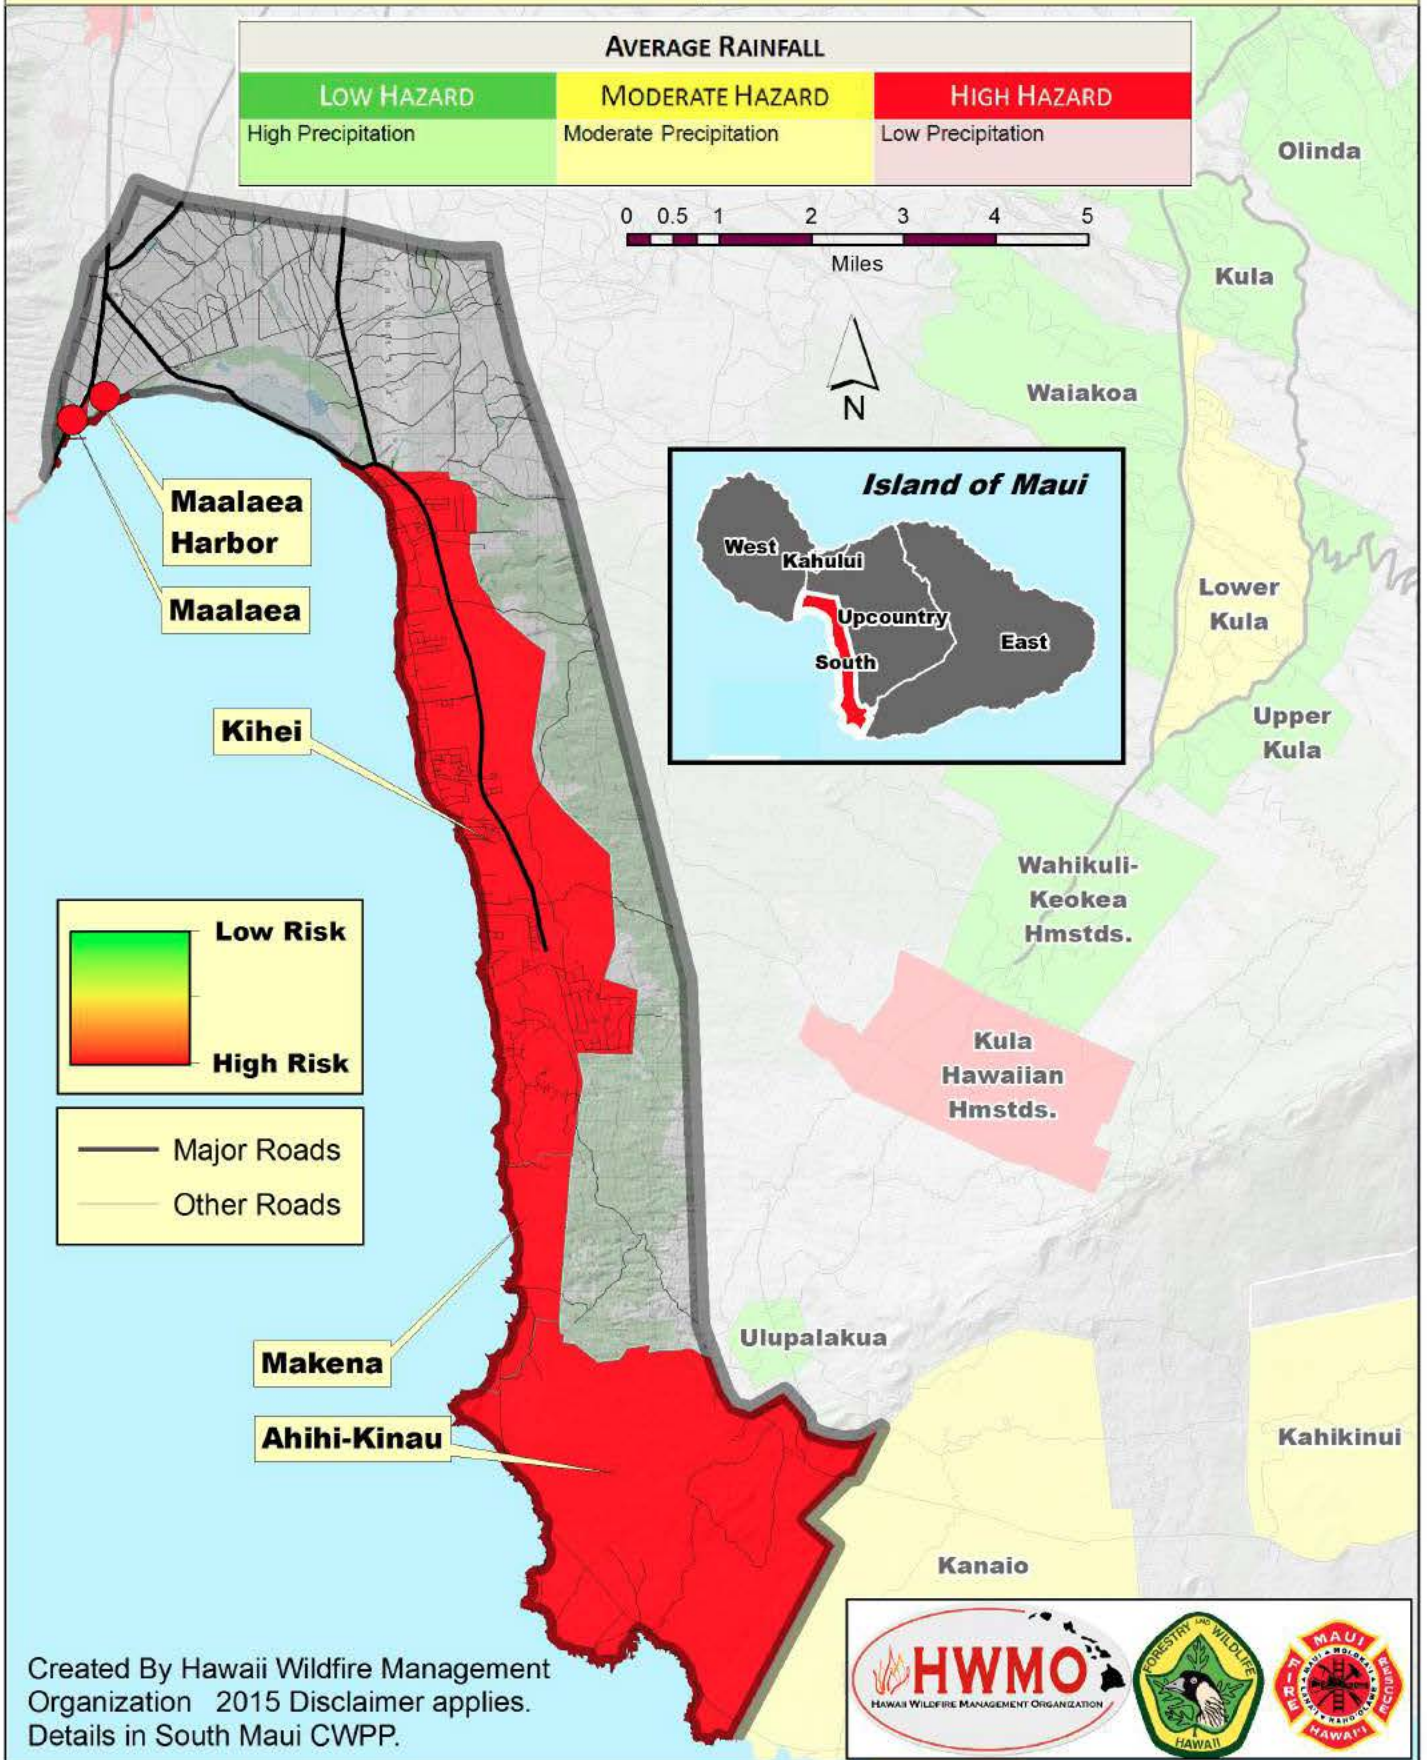 AVERAGE RAINFALL
LOW HAZARD
MODERATE HAZARD
HIGH HAZARD
High Precipitation
Moderate Precipitation
Low Precipitation
0 0.5 1 2 3 4 5
Miles
N
Olinda
Kula
Waiakoa
Lower
Kula
Upper
Kula
Wahikuli-
Keokea
Hmstds.
Kula
Hawaiian
Hmstds.
Ulupalakua
Kahikinui
Kanaio
Island of Maui
West
Kahului
Upcountry
East
South
Maalaea
Harbor
Maalaea
Kihei
Low Risk
High Risk
Major Roads
Other Roads
Makena
Ahihi-Kinau
Created By Hawaii Wildfire Management
Organization 2015 Disclaimer applies.
Details in South Maui CWPP.
HWMO
HAWAII WILDFIRE MANAGEMENT ORGANIZATION
FORESTRY AND WILDLIFE
HAWAII
MAUI
FIRE
RESCUE
HAWAI'I